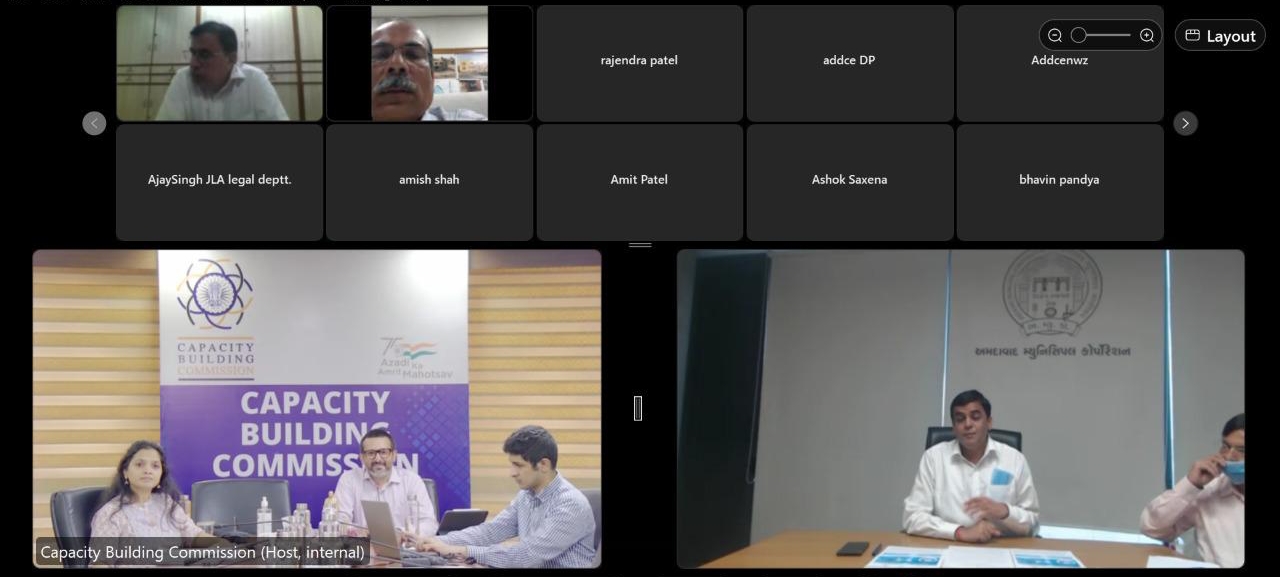 Layout
rajendra patel
addce DP
Addcenwz
AjaySingh JLA legal deptt.
amish shah
Amit Patel
Ashok Saxena
bhavin pandya
CAPACITY
BUILDING
COMMISSION
Azadi Ka
Amrit Mahotsav
CAPACITY
BUILDING
COMMISSION
Capacity Building Commission (Host, internal)
અમદાવાદ મ્યુનિસિપલ કોર્પોરેશન